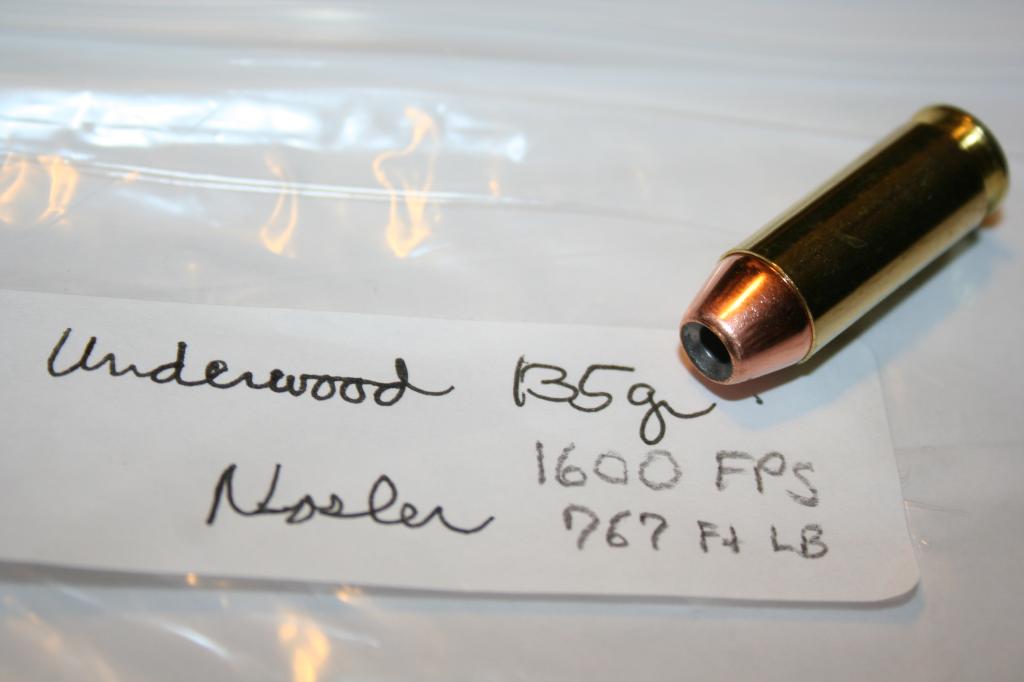 Underwood 135gr.
1600 FPS
Nosler 767 Ft LB